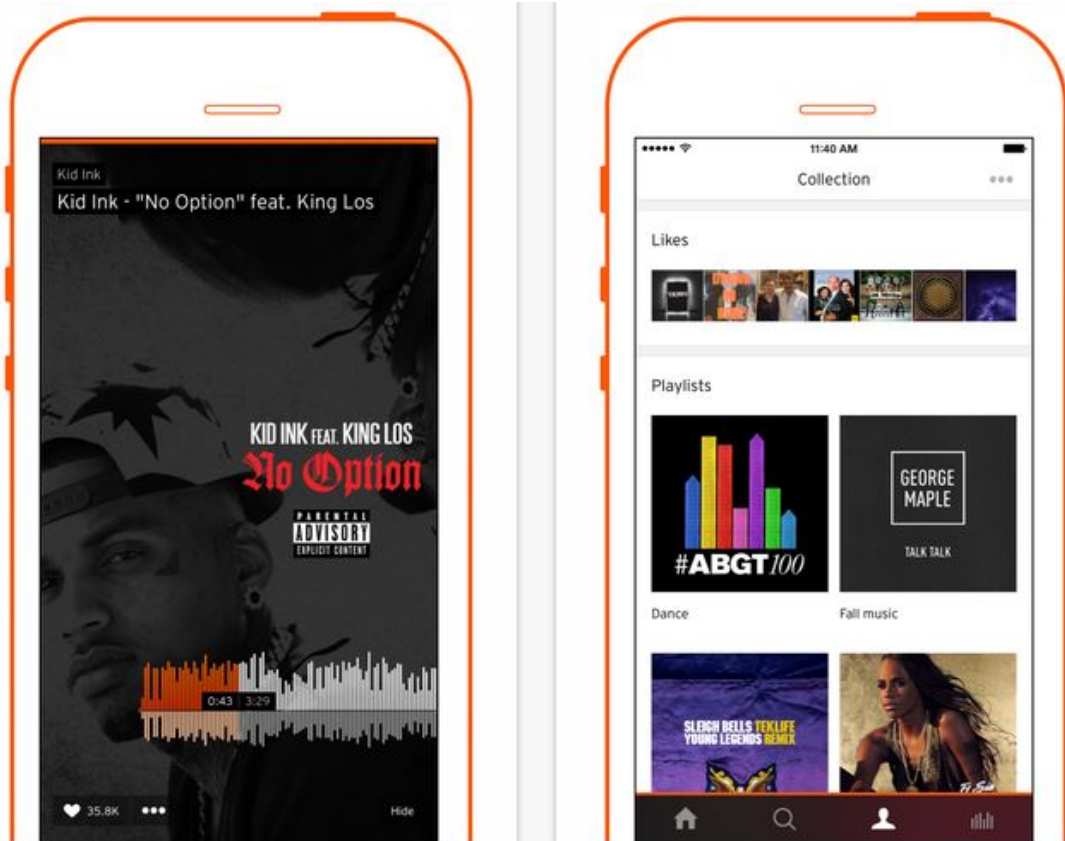 Kid Ink
Kid Ink - "No Option" feat. King Los
KID INK FEAT. KING LOS
No Option
PARENTAL
ADVISORY
EXPLICIT CONTENT
0:43 3:29
35.8K
Hide
11:40 AM
Collection
Likes
Playlists
#ABGT100
GEORGE
MAPLE
TALK TALK
Dance
Fall music
SLEIGH BELLS TEKLIFE
YOUNG LEGENDS REMIX